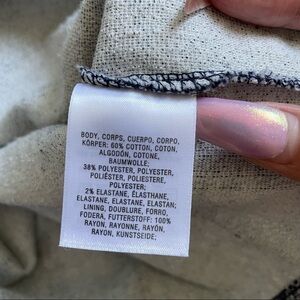 BODY, CORPS, CUERPO, CORPO,
KÖRPER: 60% COTTON, COTON,
ALGODÓN, COTONE,
BAUMWOLLE;
38% POLYESTER, POLYESTER,
POLIÉSTER, POLIESTERE,
POLYESTER;
2% ELASTANE, ÉLASTHANE,
ELASTANE, ELASTANE, ELASTAN;
LINING, DOUBLURE, FORRO,
FODERA, FUTTERSTOFF: 100%
RAYON, RAYONNE, RAYÓN,
RAYON, KUNSTSEIDE;